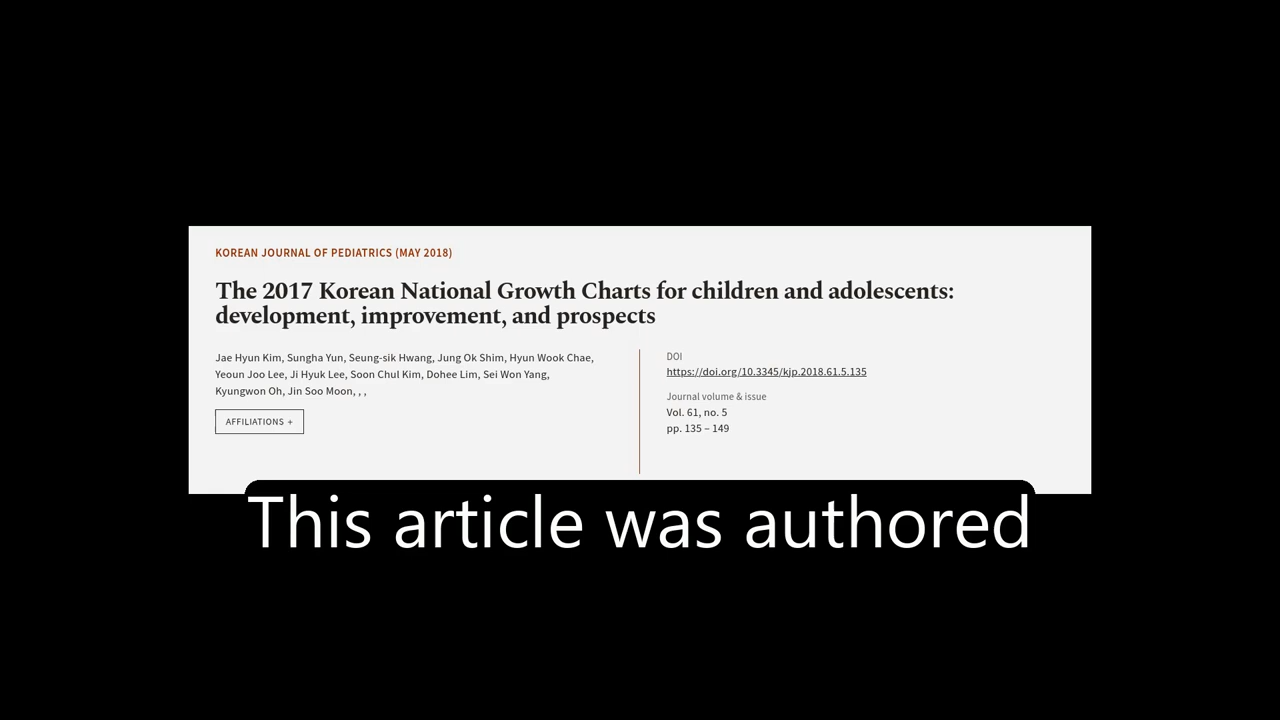 KOREAN JOURNAL OF PEDIATRICS (MAY 2018)
The 2017 Korean National Growth Charts for children and adolescents:
development, improvement, and prospects
Jae Hyun Kim, Sungha Yun, Seung-sik Hwang, Jung Ok Shim, Hyun Wook Chae,
Yeoun Joo Lee, Ji Hyuk Lee, Soon Chul Kim, Dohee Lim, Sei Won Yang,
Kyungwon Oh, Jin Soo Moon, , ,
AFFILIATIONS +
DOI
https://doi.org/10.3345/kjp.2018.61.5.135
Journal volume & issue
Vol. 61, no. 5
pp. 135 – 149
This article was authored